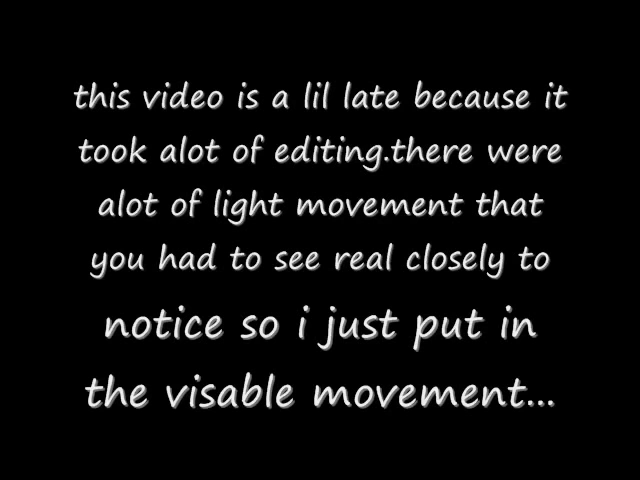 this video is a lil late because it
took alot of editing.there were
alot of light movement that
you had to see real closely to
notice so i just put in
the visable movement...